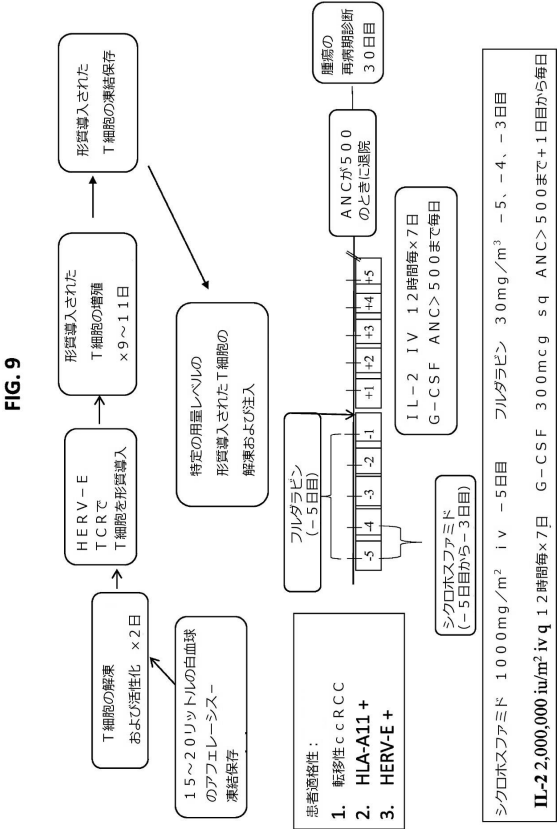 FIG. 9
15～20リットルの白血球
のアフェレーシスー
凍結保存
T細胞の解凍
および活性化 ×2日
HERV-E
TCRで
T細胞を形質導入
形質導入された
T細胞の増殖
×9～11日
形質導入された
T細胞の凍結保存
特定の用量レベルの
形質導入されたT細胞の
解凍および注入
患者適格性：
1. 転移性ccRCC
2. HLA-A11 +
3. HERV-E +
フルダラビン
(－5日目)
-5 -4 -3 -2 -1 +1 +2 +3 +4 +5
シクロホスファミド
(－5日目から－3日目)
ANCが500
のときに退院
腫瘍の
再病期診断
30日目
IL-2 IV 12時間毎×7日
G-CSF ANC>500まで毎日
シクロホスファミド 1000mg/m² iv －5日目 フルダラビン 30mg/m³ －5、－4、－3日目
IL-2 2,000,000 iu/m² iv q 12時間毎×7日 G-CSF 300mcg sq ANC>500まで+1日目から毎日